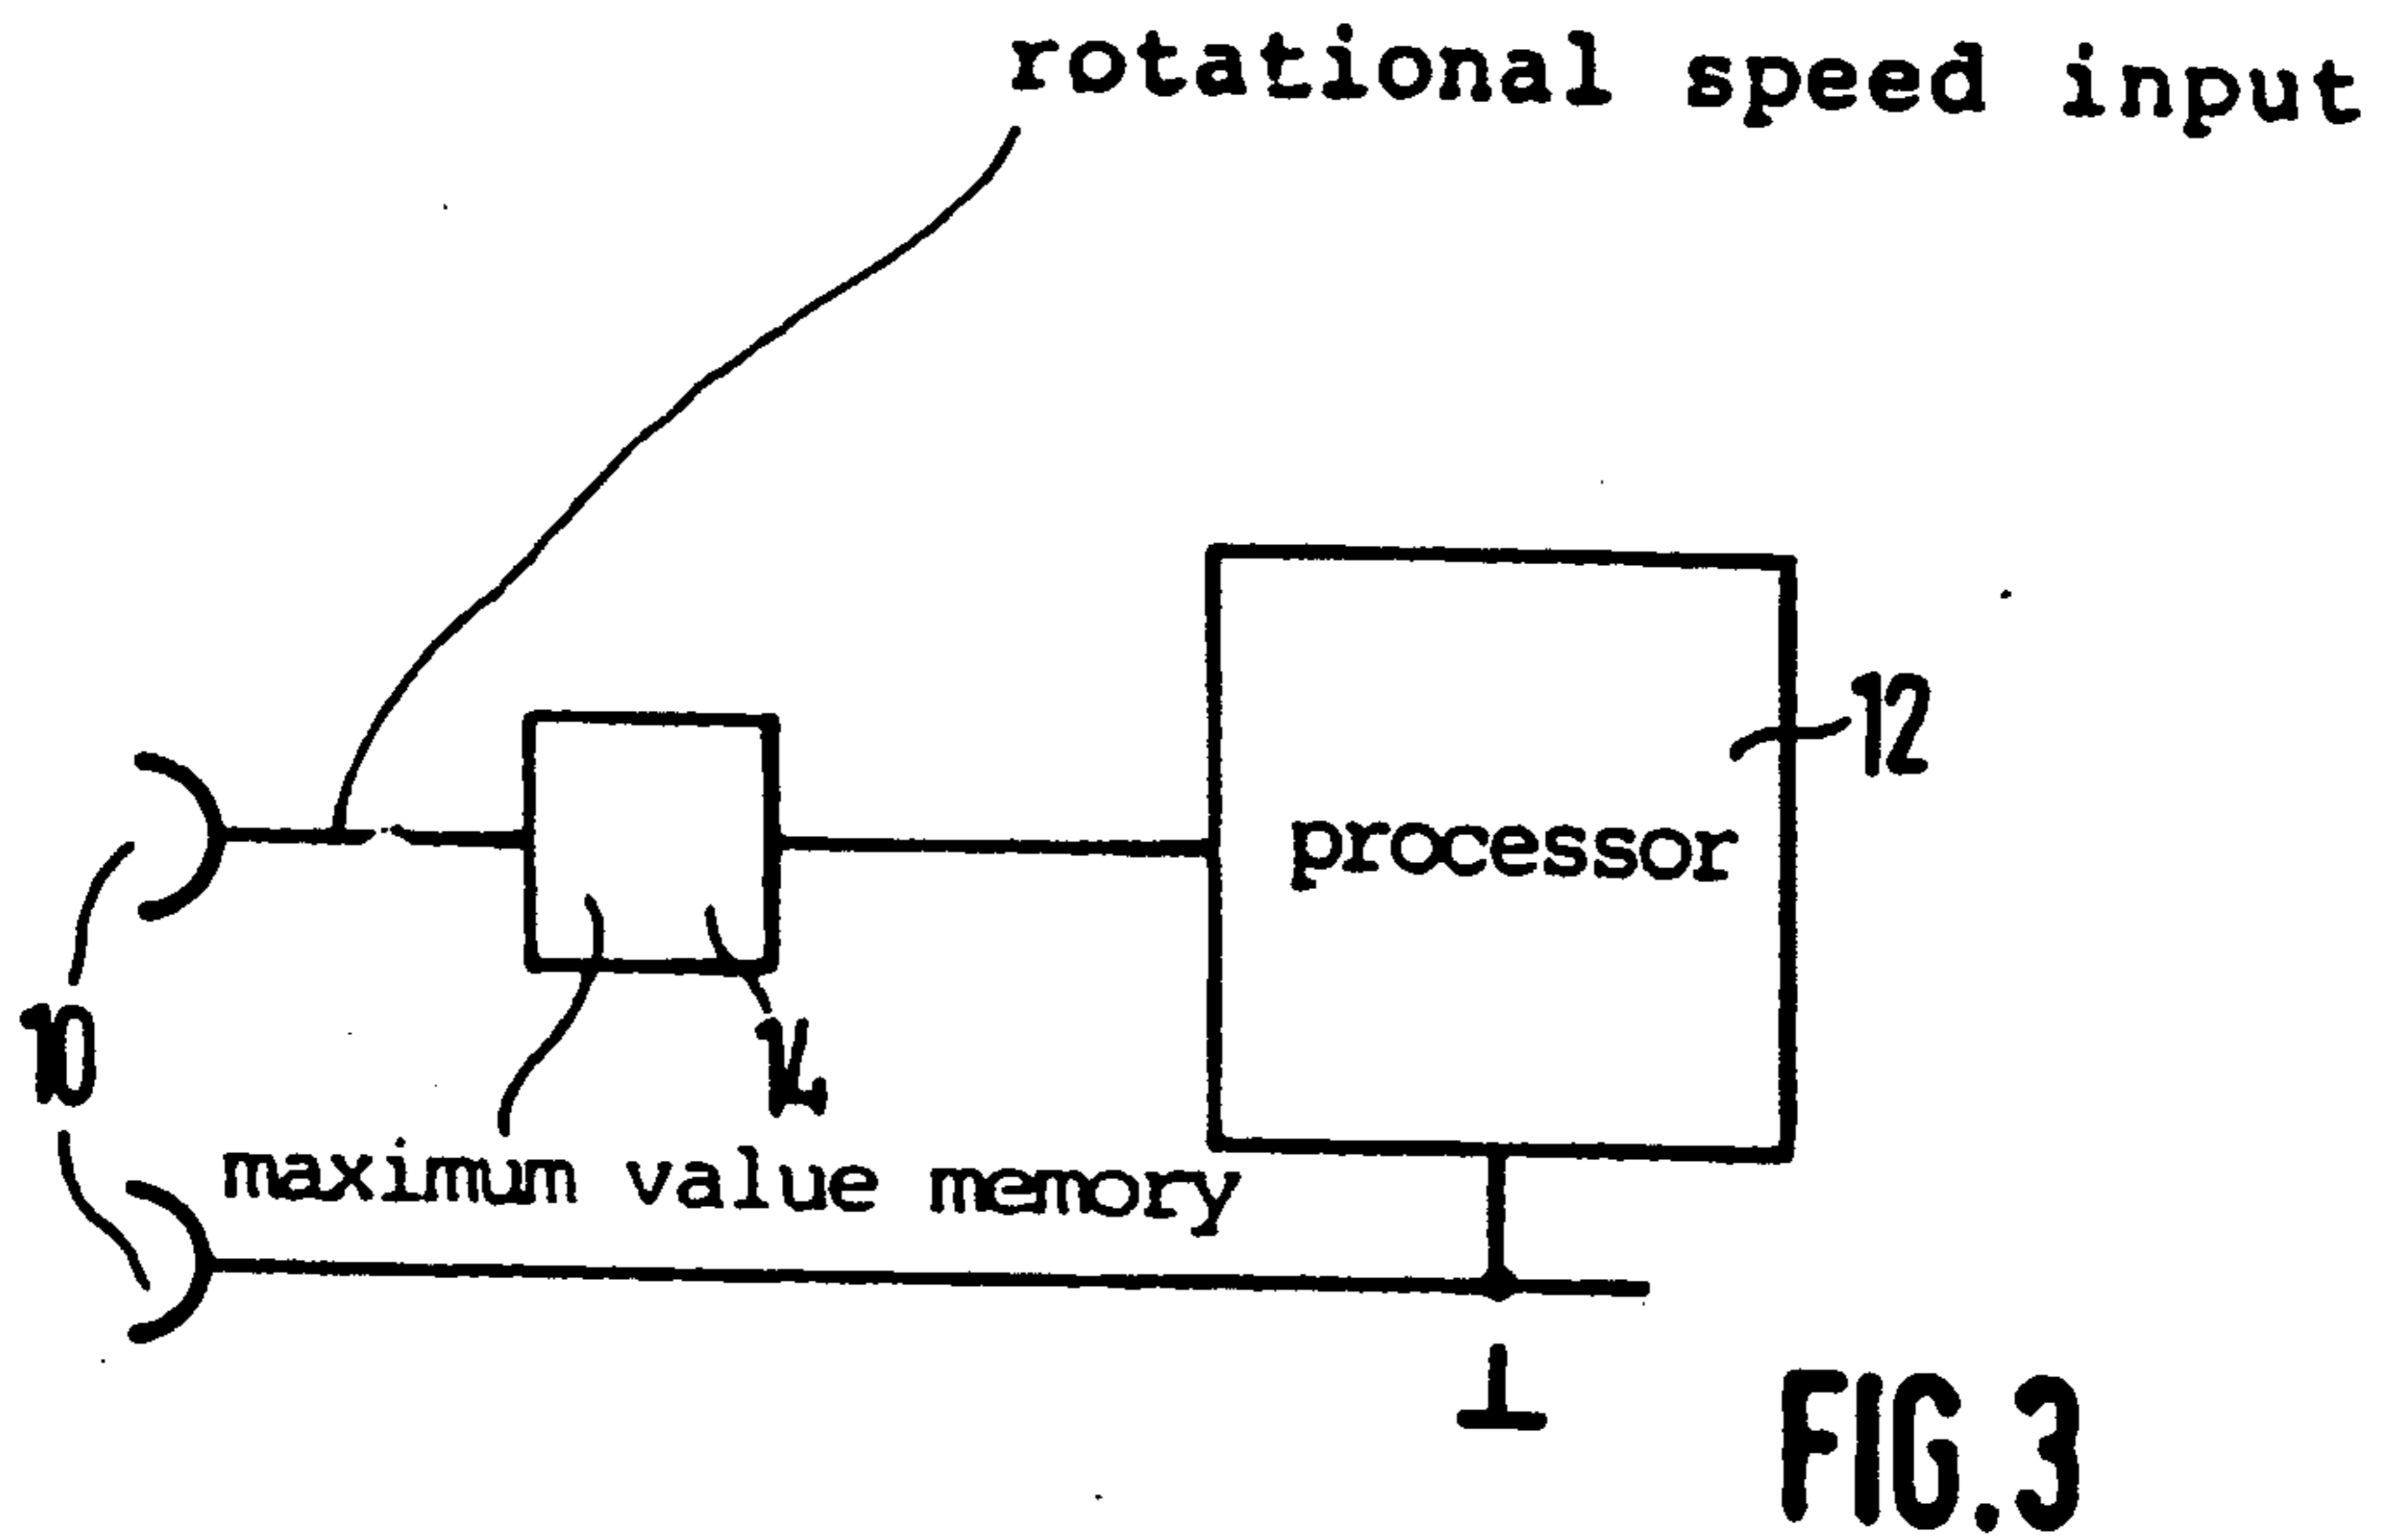 rotational speed input
12
processor
10
14
maximum value memory
FIG.3